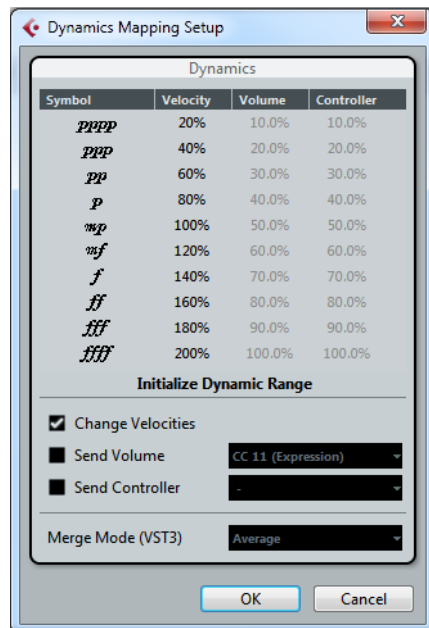 Dynamics Mapping Setup
Dynamics
Symbol Velocity Volume Controller
pppp 20% 10.0% 10.0%
ppp 40% 20.0% 20.0%
pp 60% 30.0% 30.0%
p 80% 40.0% 40.0%
mp 100% 50.0% 50.0%
mf 120% 60.0% 60.0%
f 140% 70.0% 70.0%
ff 160% 80.0% 80.0%
fff 180% 90.0% 90.0%
ffff 200% 100.0% 100.0%
Initialize Dynamic Range
Change Velocities
Send Volume CC 11 (Expression)
Send Controller -
Merge Mode (VST3) Average
OK Cancel